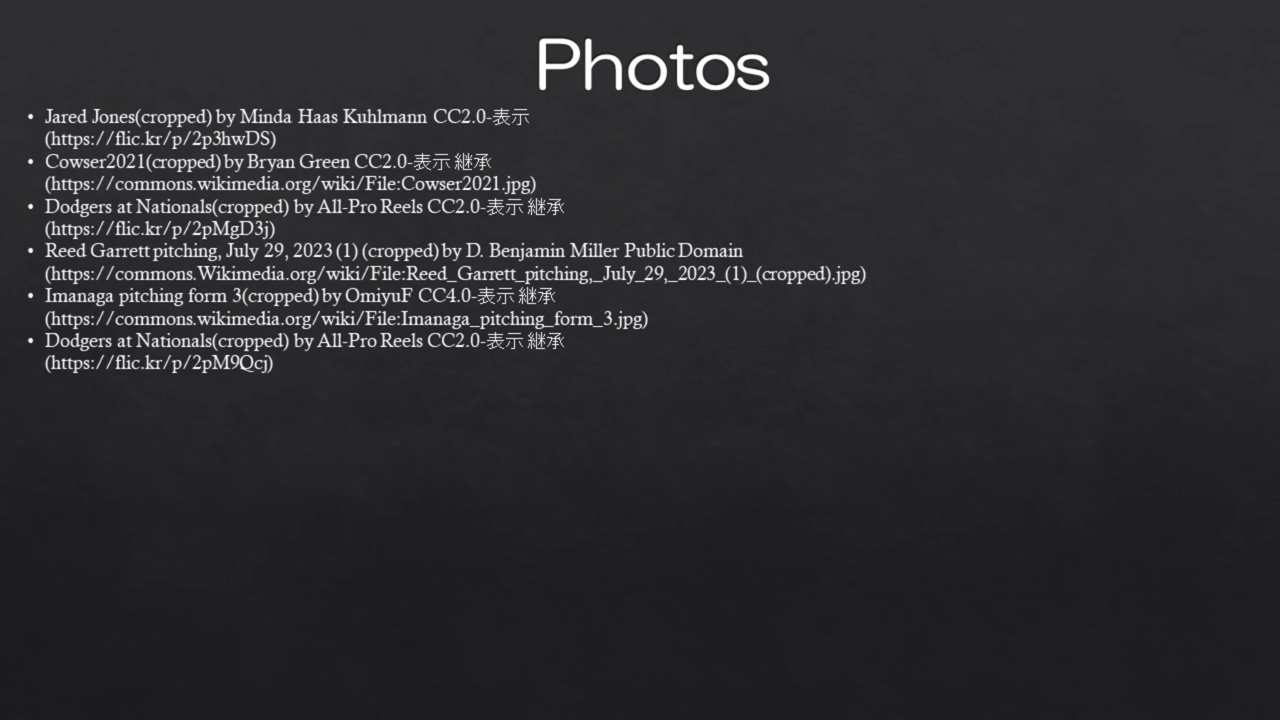 Photos
• Jared Jones(cropped) by Minda Haas Kuhlmann CC2.0-表示
(https://flic.kr/p/2p3hwDS)
• Cowser2021(cropped) by Bryan Green CC2.0-表示 継承
(https://commons.wikimedia.org/wiki/File:Cowser2021.jpg)
• Dodgers at Nationals(cropped) by All-Pro Reels CC2.0-表示 継承
(https://flic.kr/p/2pMgD3j)
• Reed Garrett pitching, July 29, 2023 (1) (cropped) by D. Benjamin Miller Public Domain
(https://commons.Wikimedia.org/wiki/File:Reed_Garrett_pitching,_July_29,_2023_(1)_(cropped).jpg)
• Imanaga pitching form 3(cropped) by OmiyuF CC4.0-表示 継承
(https://commons.wikimedia.org/wiki/File:Imanaga_pitching_form_3.jpg)
• Dodgers at Nationals(cropped) by All-Pro Reels CC2.0-表示 継承
(https://flic.kr/p/2pM9Qcj)